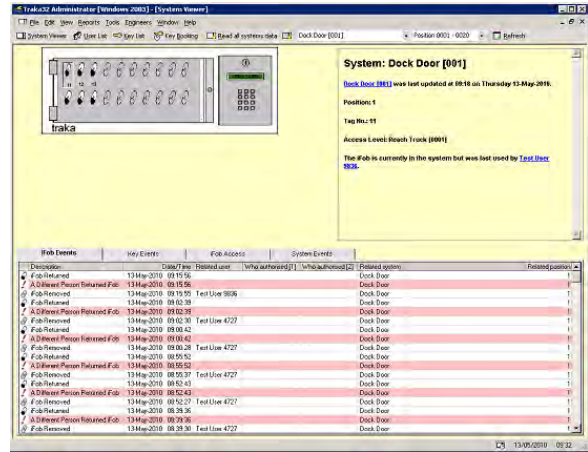 Traka32 Administrator [Windows 2003] - [System Viewer]
File Edit View Reports Tools Engineers Window Help
System Viewer User List Key List Key Booking Read all systems data Dock Door [001] Position 0001 - 0020 Refresh
traka
System: Dock Door [001]
Dock Door [001] was last updated at 09:18 on Thursday 13-May-2010.
Position: 1
Tag No.: 11
Access Level: Reach Truck [0001]
The iFob is currently in the system but was last used by Test User
9836.
iFob Events Key Events iFob Access System Events
Description Date/Time Related user Who authorised [1] Who authorised [2] Related system Related position
iFob Returned 13-May-2010 09:15:56 Dock Door 1
A Different Person Returned iFob 13-May-2010 09:15:56 Dock Door 1
iFob Removed 13-May-2010 09:15:55 Test User 9836 Dock Door 1
iFob Returned 13-May-2010 09:02:39 Dock Door 1
A Different Person Returned iFob 13-May-2010 09:02:39 Dock Door 1
iFob Removed 13-May-2010 09:02:30 Test User 4727 Dock Door 1
iFob Returned 13-May-2010 09:00:42 Dock Door 1
A Different Person Returned iFob 13-May-2010 09:00:42 Dock Door 1
iFob Removed 13-May-2010 09:00:28 Test User 4727 Dock Door 1
iFob Returned 13-May-2010 08:55:52 Dock Door 1
A Different Person Returned iFob 13-May-2010 08:55:52 Dock Door 1
iFob Removed 13-May-2010 08:55:37 Test User 4727 Dock Door 1
iFob Returned 13-May-2010 08:52:43 Dock Door 1
A Different Person Returned iFob 13-May-2010 08:52:43 Dock Door 1
iFob Removed 13-May-2010 08:52:27 Test User 4727 Dock Door 1
iFob Returned 13-May-2010 08:39:36 Dock Door 1
A Different Person Returned iFob 13-May-2010 08:39:36 Dock Door 1
iFob Removed 13-May-2010 08:39:30 Test User 4727 Dock Door 1
13/05/2010 09:32